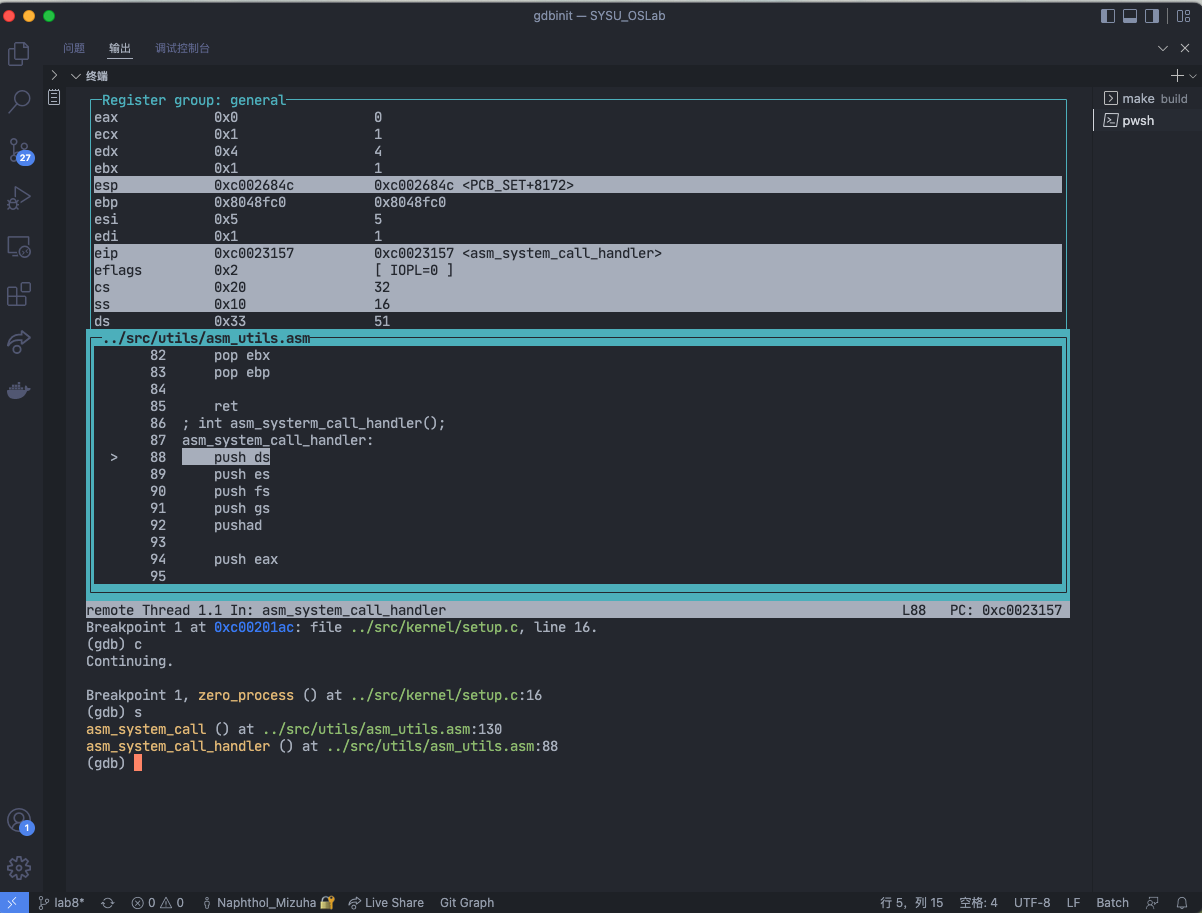 gdbinit — SYSU_OSLab
问题 输出 调试控制台
终端
make build
pwsh
27
1
Register group: general
eax 0x0 0
ecx 0x1 1
edx 0x4 4
ebx 0x1 1
esp 0xc002684c 0xc002684c <PCB_SET+8172>
ebp 0x8048fc0 0x8048fc0
esi 0x5 5
edi 0x1 1
eip 0xc0023157 0xc0023157 <asm_system_call_handler>
eflags 0x2 [ IOPL=0 ]
cs 0x20 32
ss 0x10 16
ds 0x33 51
../src/utils/asm_utils.asm
82 pop ebx
83 pop ebp
84
85 ret
86 ; int asm_systerm_call_handler();
87 asm_system_call_handler:
> 88 push ds
89 push es
90 push fs
91 push gs
92 pushad
93
94 push eax
95
remote Thread 1.1 In: asm_system_call_handler L88 PC: 0xc0023157
Breakpoint 1 at 0xc00201ac: file ../src/kernel/setup.c, line 16.
(gdb) c
Continuing.
Breakpoint 1, zero_process () at ../src/kernel/setup.c:16
(gdb) s
asm_system_call () at ../src/utils/asm_utils.asm:130
asm_system_call_handler () at ../src/utils/asm_utils.asm:88
(gdb)
lab8* 0 0 Naphthol_Mizuha Live Share Git Graph 行 5，列 15 空格: 4 UTF-8 LF Batch